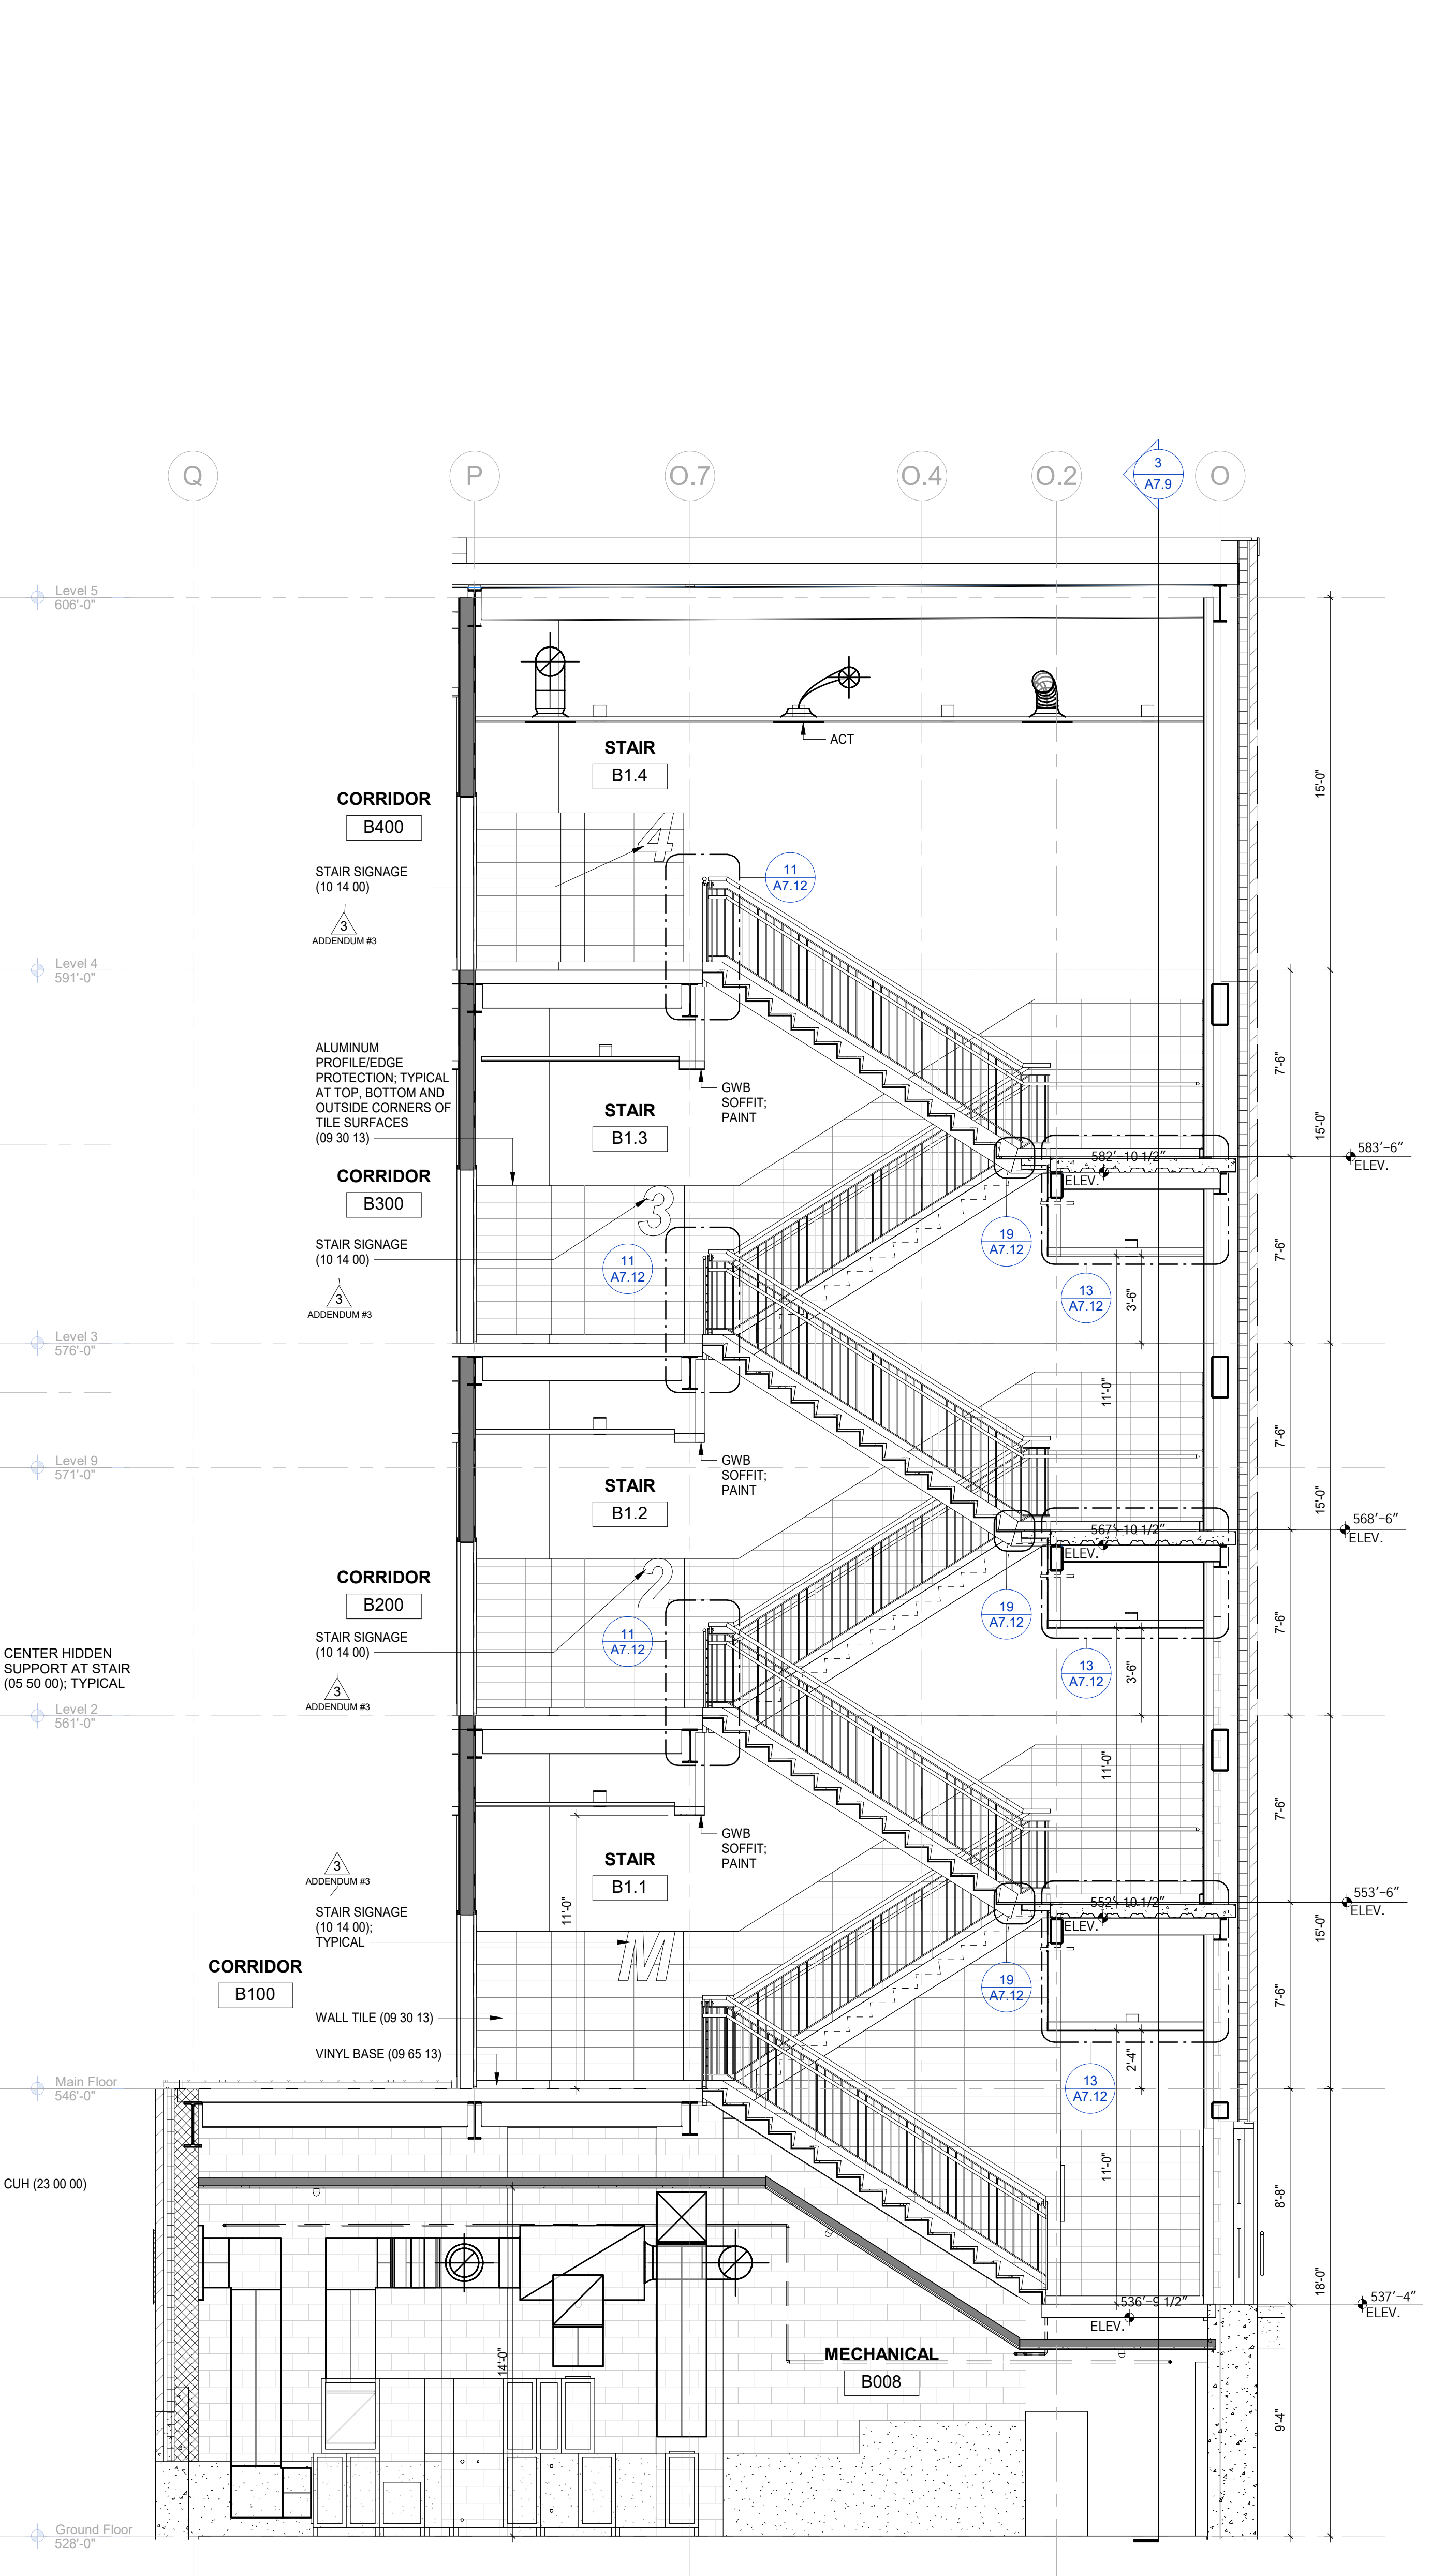 Q
P
O.7
O.4
O.2
3
A7.9
O
Level 5
606'-0"
15'-0"
ACT
STAIR
B1.4
CORRIDOR
B400
STAIR SIGNAGE
(10 14 00)
4
3
ADDENDUM #3
11
A7.12
Level 4
591'-0"
ALUMINUM
PROFILE/EDGE
PROTECTION; TYPICAL
AT TOP, BOTTOM AND
OUTSIDE CORNERS OF
TILE SURFACES
(09 30 13)
GWB
SOFFIT;
PAINT
7'-6"
15'-0"
STAIR
B1.3
583'-6"
ELEV.
582'-10 1/2"
ELEV.
CORRIDOR
B300
STAIR SIGNAGE
(10 14 00)
3
3
ADDENDUM #3
11
A7.12
19
A7.12
13
A7.12
3'-6"
7'-6"
Level 3
576'-0"
11'-0"
7'-6"
GWB
SOFFIT;
PAINT
Level 9
571'-0"
STAIR
B1.2
15'-0"
568'-6"
ELEV.
567'-10 1/2"
ELEV.
CORRIDOR
B200
STAIR SIGNAGE
(10 14 00)
2
3
ADDENDUM #3
11
A7.12
19
A7.12
13
A7.12
3'-6"
7'-6"
CENTER HIDDEN
SUPPORT AT STAIR
(05 50 00); TYPICAL
Level 2
561'-0"
11'-0"
7'-6"
GWB
SOFFIT;
PAINT
STAIR
B1.1
3
ADDENDUM #3
STAIR SIGNAGE
(10 14 00);
TYPICAL
11'-0"
M
553'-6"
ELEV.
552'-10 1/2"
ELEV.
15'-0"
CORRIDOR
B100
19
A7.12
7'-6"
WALL TILE (09 30 13)
VINYL BASE (09 65 13)
2'-4"
13
A7.12
Main Floor
546'-0"
CUH (23 00 00)
11'-0"
8'-8"
18'-0"
537'-4"
ELEV.
536'-9 1/2"
ELEV.
14'-0"
MECHANICAL
B008
9'-4"
Ground Floor
528'-0"